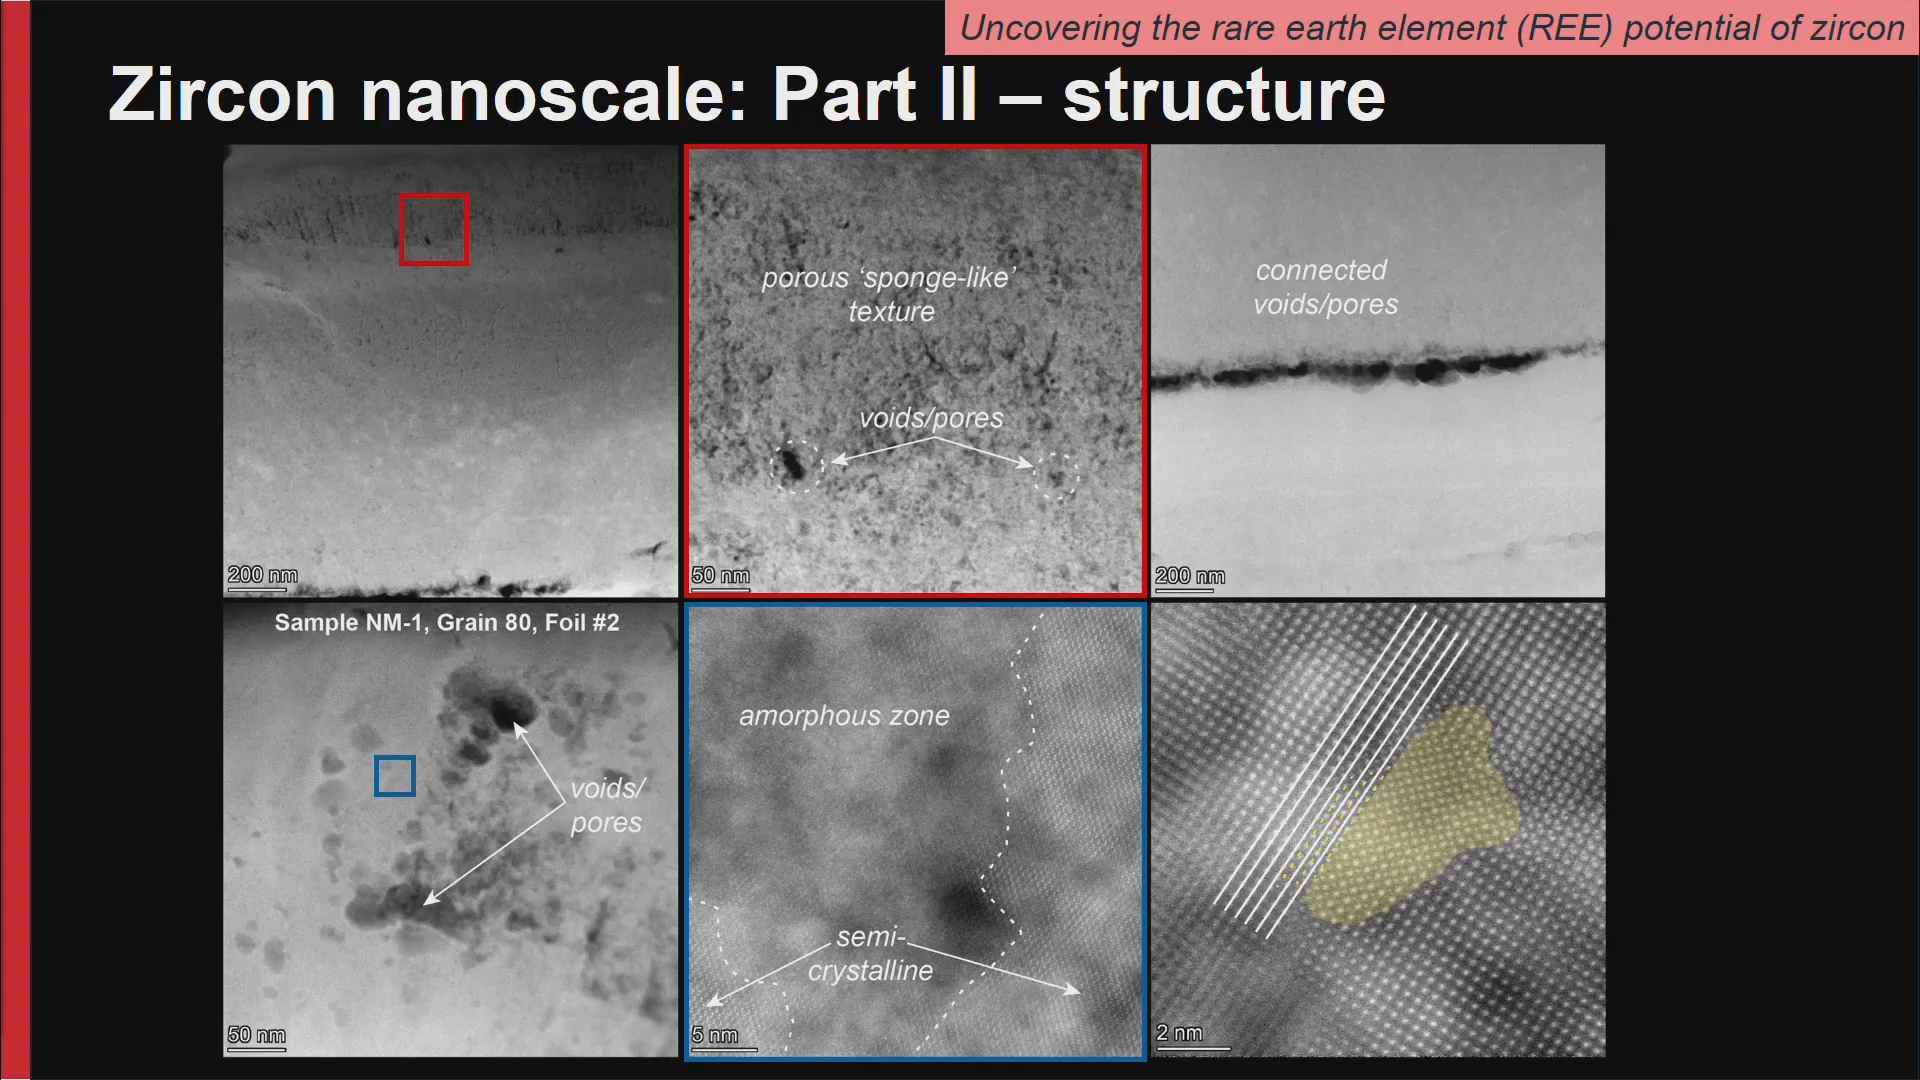 Uncovering the rare earth element (REE) potential of zircon
Zircon nanoscale: Part II – structure
200 nm
porous ‘sponge-like’
texture
voids/pores
50 nm
connected
voids/pores
200 nm
Sample NM-1, Grain 80, Foil #2
voids/
pores
50 nm
amorphous zone
semi-
crystalline
5 nm
2 nm